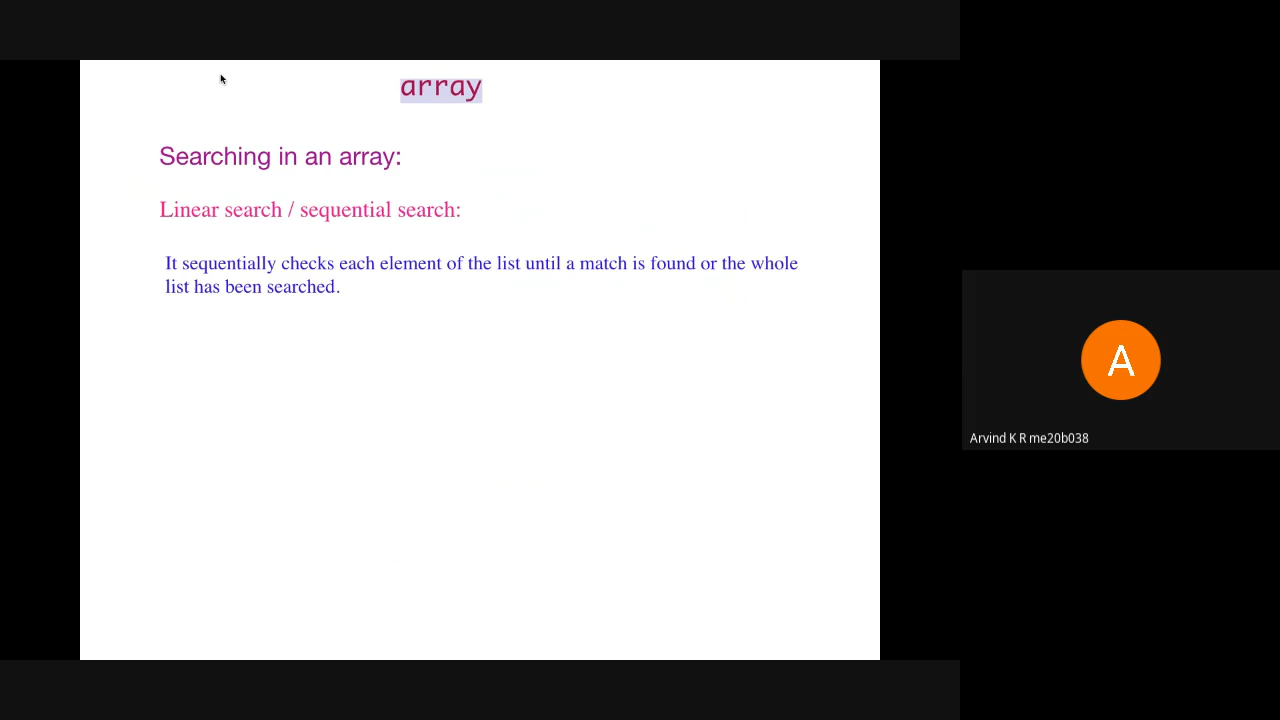 array
Searching in an array:
Linear search / sequential search:
It sequentially checks each element of the list until a match is found or the whole
list has been searched.
A
Arvind K R me20b038